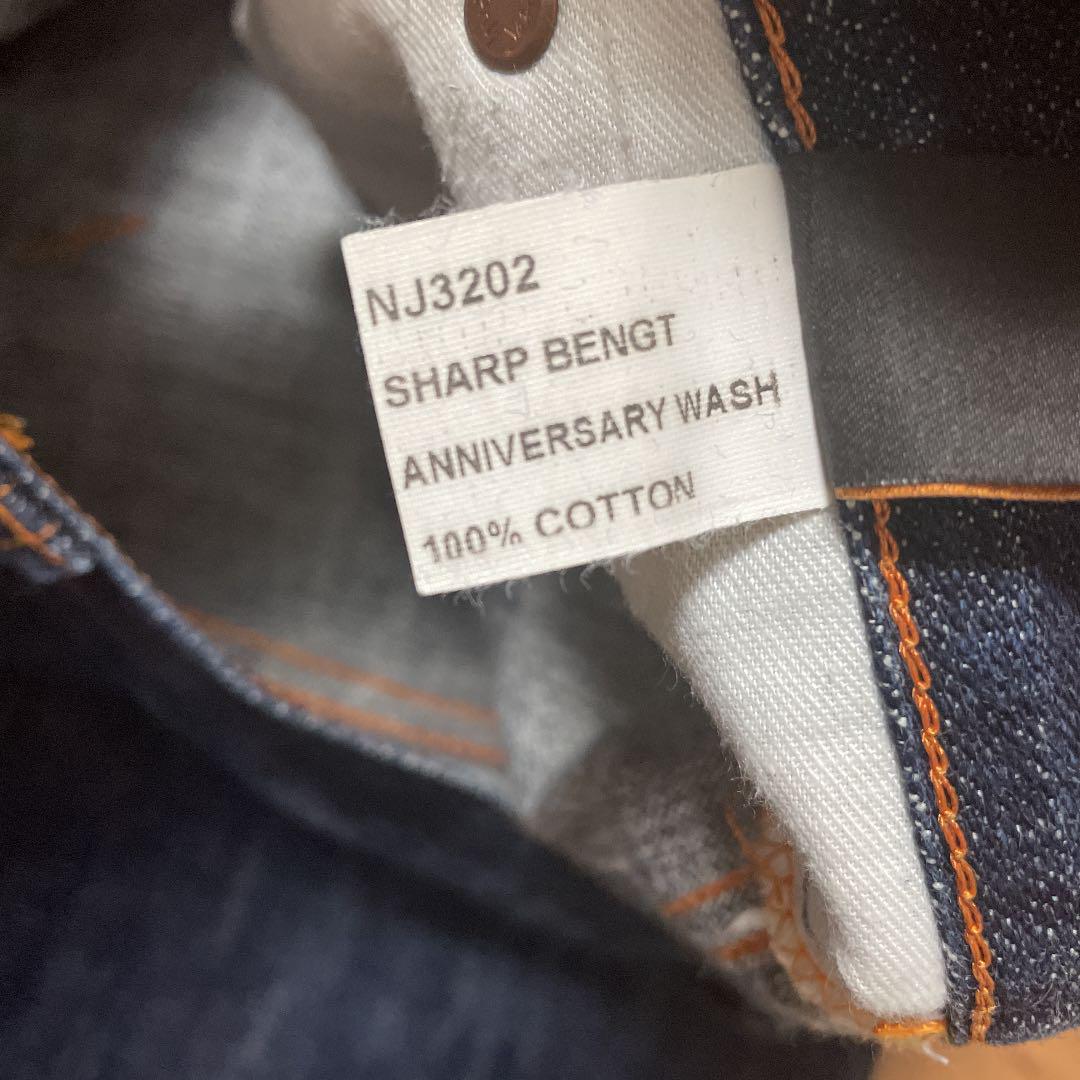 NJ3202
SHARP BENGT
ANNIVERSARY WASH
100% COTTON